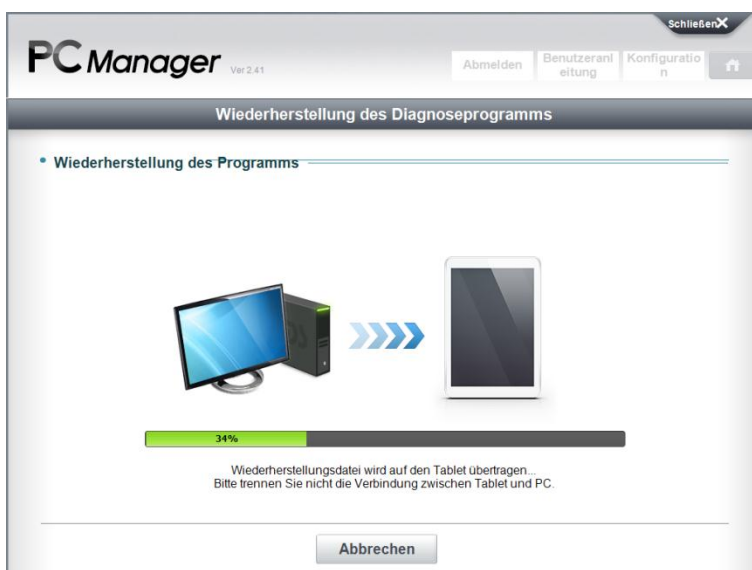 Schließen X
PC Manager Ver 2.41
Abmelden
Benutzeranl
eitung
Konfiguratio
n
Wiederherstellung des Diagnoseprogramms
Wiederherstellung des Programms
34%
Wiederherstellungsdatei wird auf den Tablet übertragen...
Bitte trennen Sie nicht die Verbindung zwischen Tablet und PC.
Abbrechen